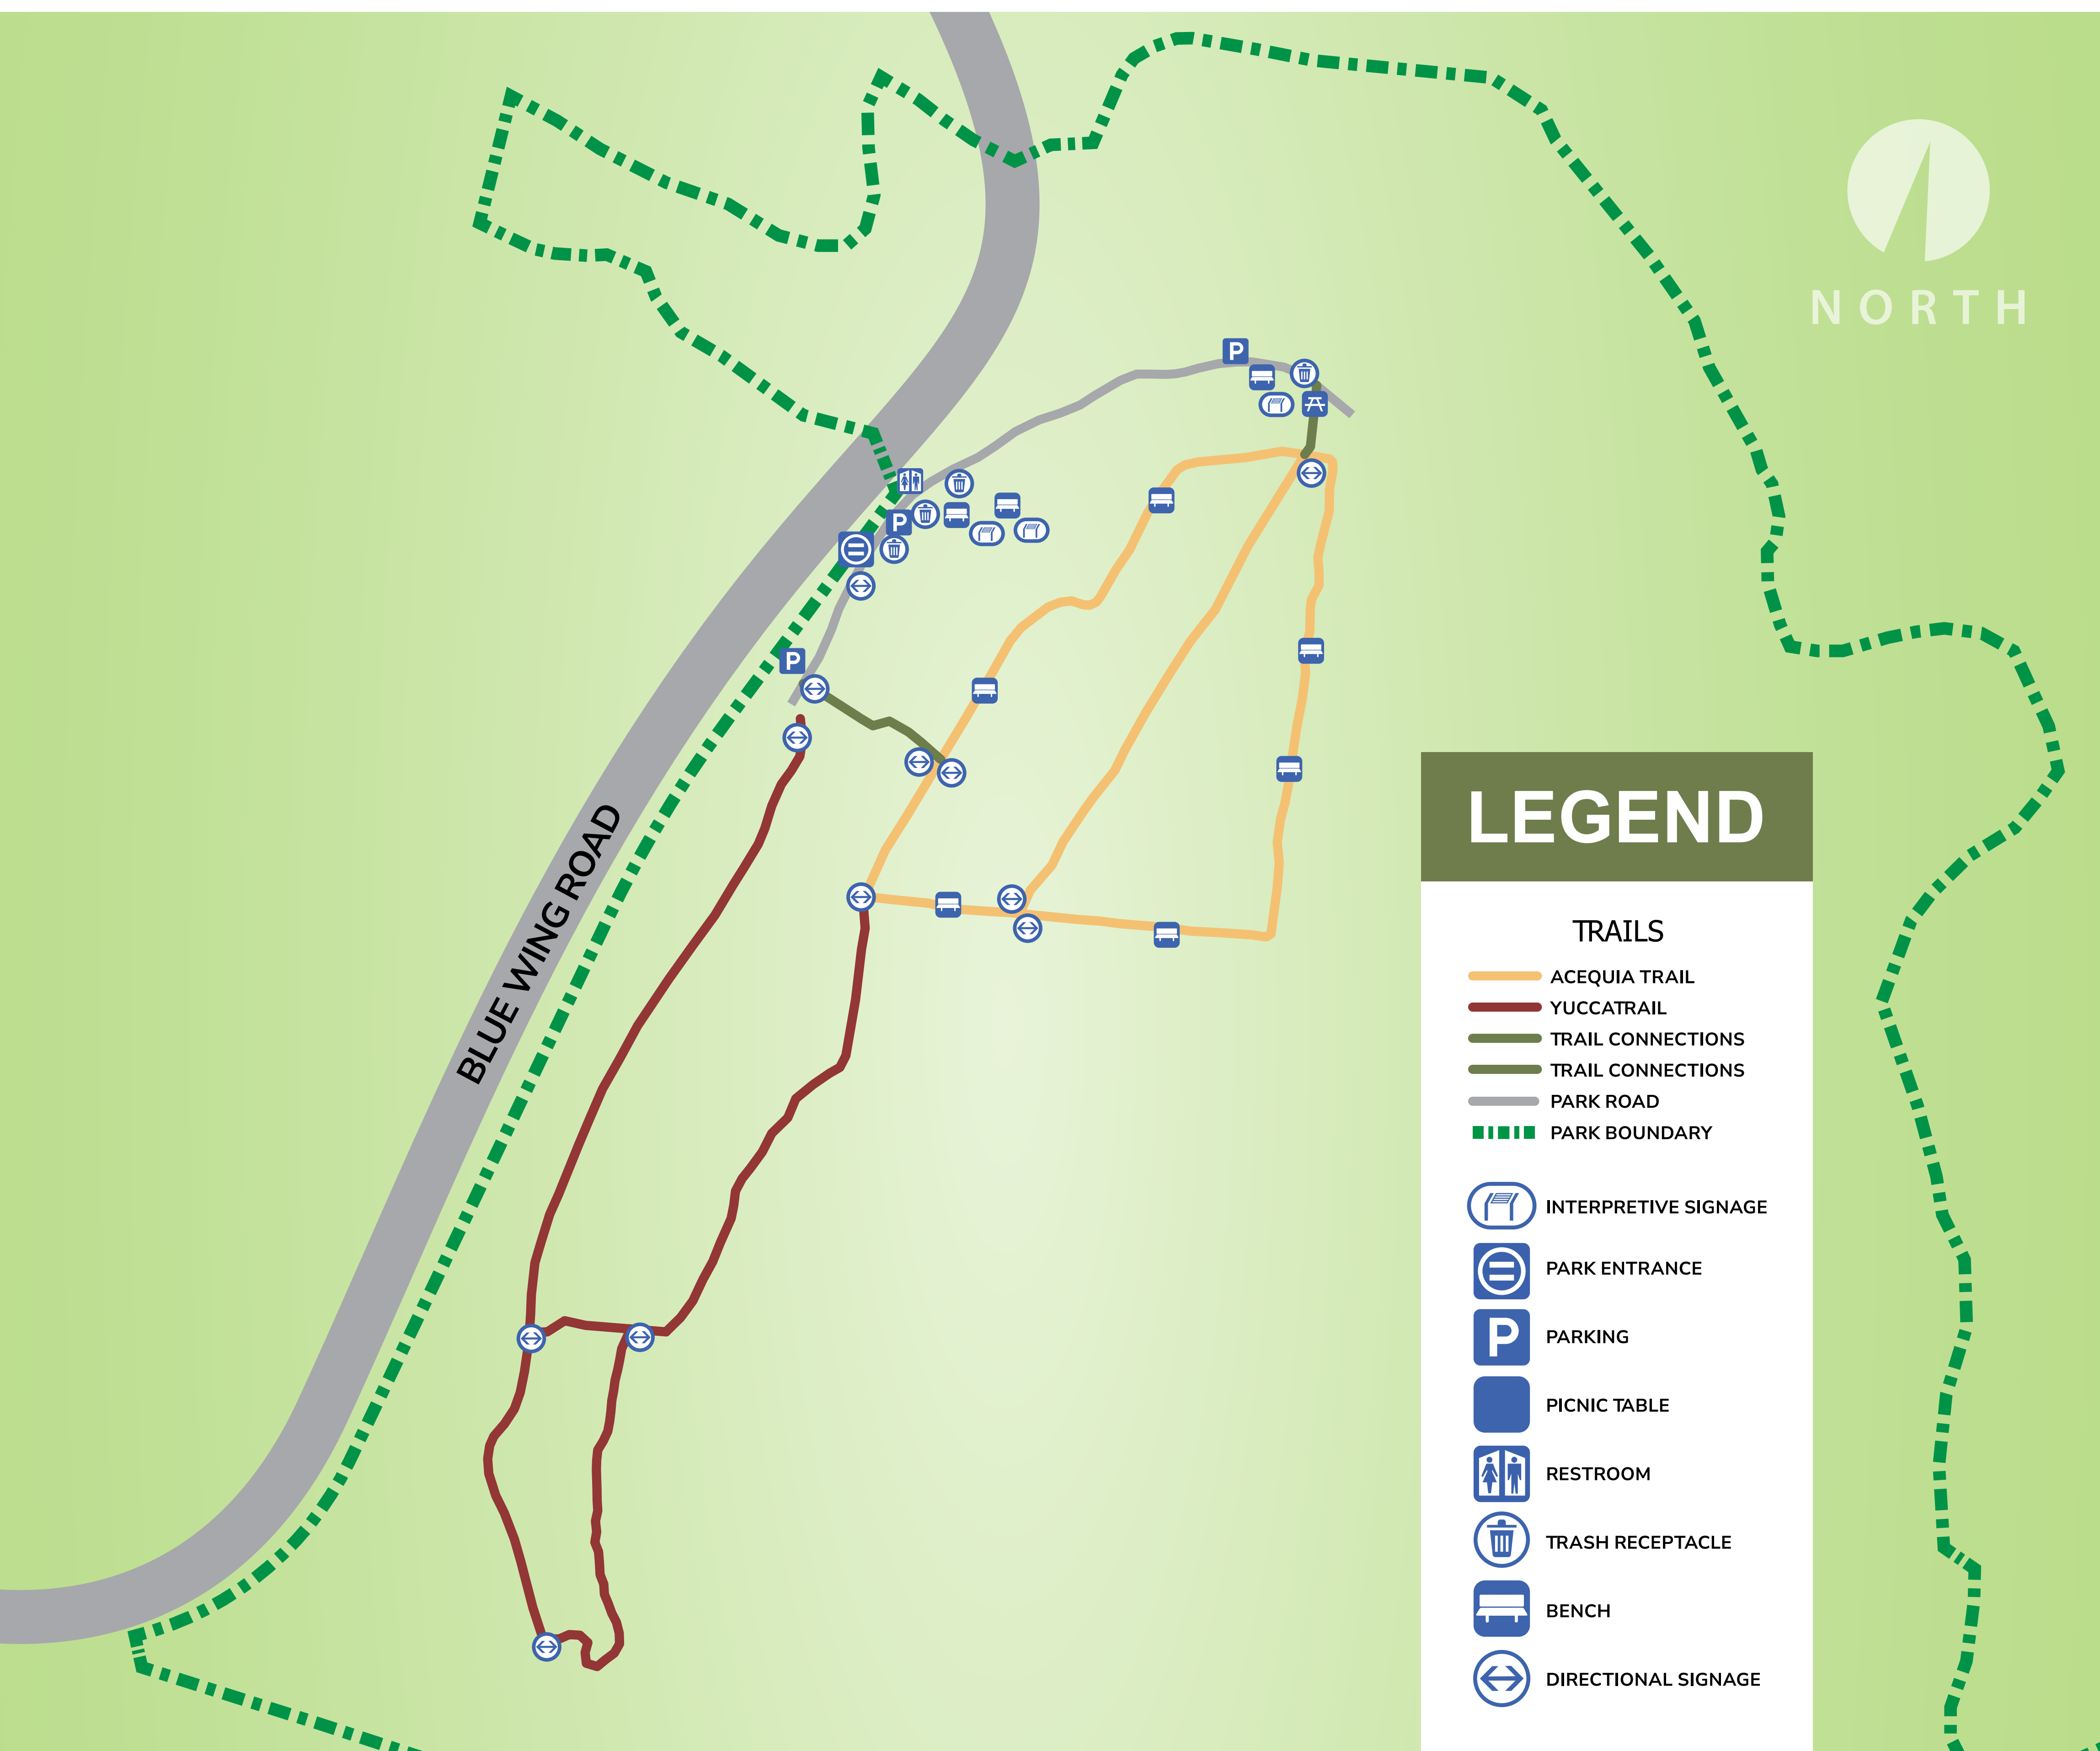 NORTH
BLUE WING ROAD
P
P
P
LEGEND
TRAILS
ACEQUIA TRAIL
YUCCATRAIL
TRAIL CONNECTIONS
TRAIL CONNECTIONS
PARK ROAD
PARK BOUNDARY
INTERPRETIVE SIGNAGE
PARK ENTRANCE
P PARKING
PICNIC TABLE
RESTROOM
TRASH RECEPTACLE
BENCH
DIRECTIONAL SIGNAGE